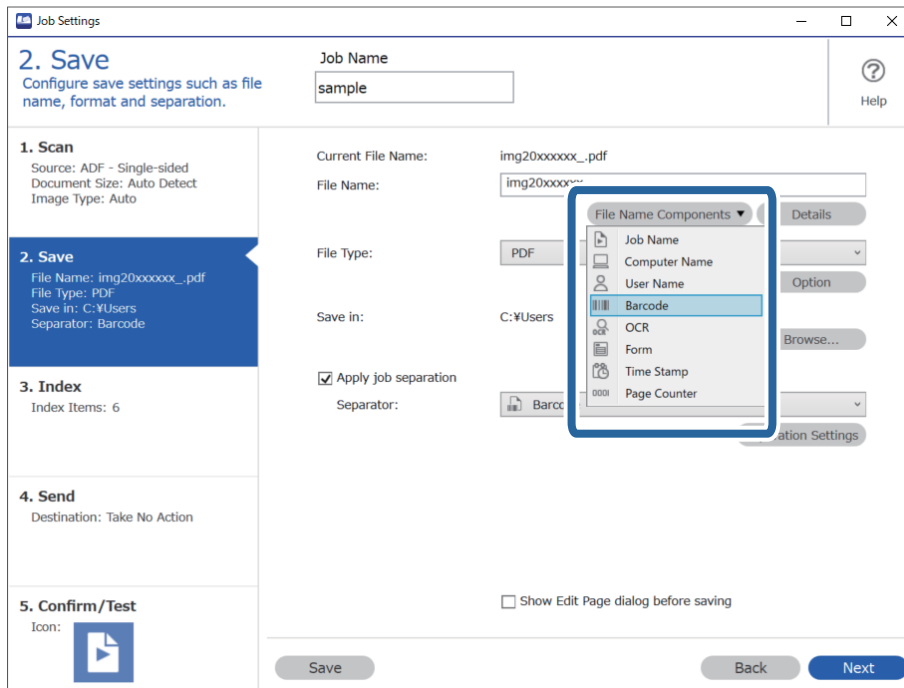 Job Settings
2. Save
Configure save settings such as file
name, format and separation.
Job Name
sample
Help
1. Scan
Source: ADF - Single-sided
Document Size: Auto Detect
Image Type: Auto
2. Save
File Name: img20xxxxxx_.pdf
File Type: PDF
Save in: C:¥Users
Separator: Barcode
3. Index
Index Items: 6
4. Send
Destination: Take No Action
5. Confirm/Test
Icon:
Current File Name: img20xxxxxx_.pdf
File Name: img20xxxxxx
File Name Components ▼
Details
Job Name
Computer Name
User Name
Barcode
OCR
OCR
Form
Time Stamp
0001 Page Counter
File Type: PDF
Option
Save in: C:¥Users
Browse...
Apply job separation
Separator: Barc
ation Settings
Show Edit Page dialog before saving
Save
Back
Next